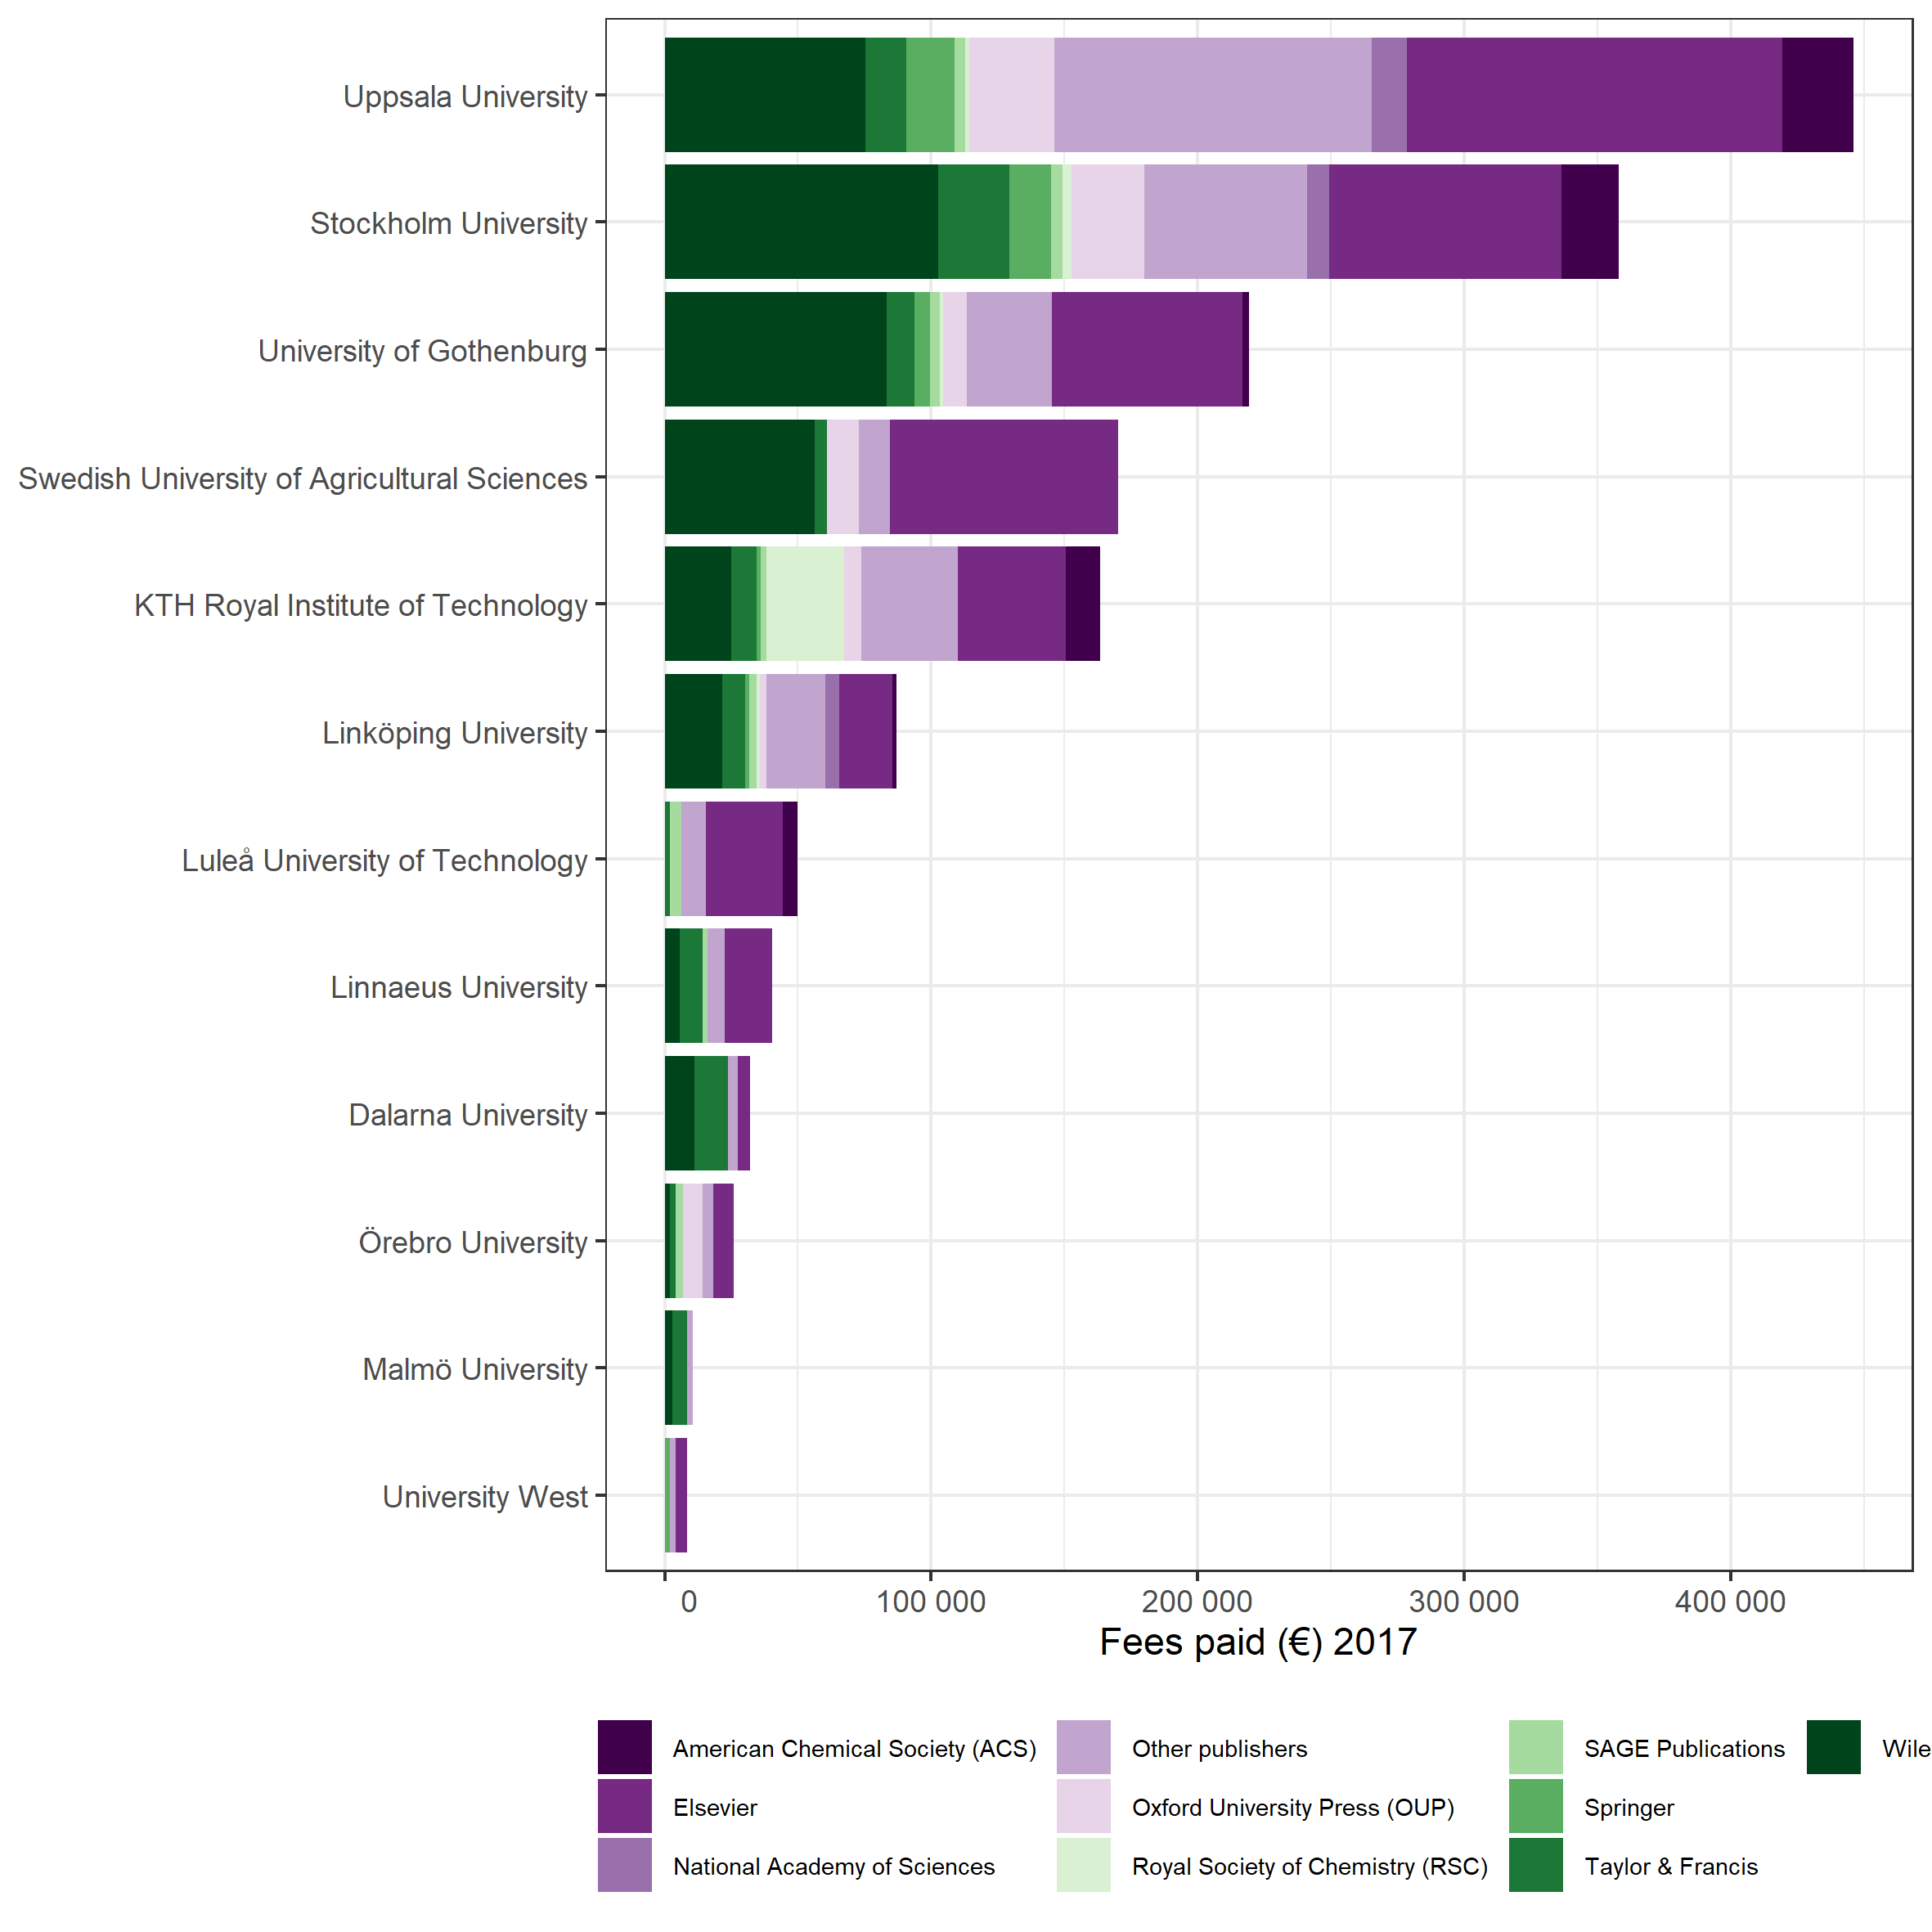 Uppsala University
Stockholm University
University of Gothenburg
Swedish University of Agricultural Sciences
KTH Royal Institute of Technology
Linköping University
Luleå University of Technology
Linnaeus University
Dalarna University
Örebro University
Malmö University
University West
0 100 000 200 000 300 000 400 000
Fees paid (€) 2017
American Chemical Society (ACS) Other publishers SAGE Publications Wile
Elsevier Oxford University Press (OUP) Springer
National Academy of Sciences Royal Society of Chemistry (RSC) Taylor & Francis